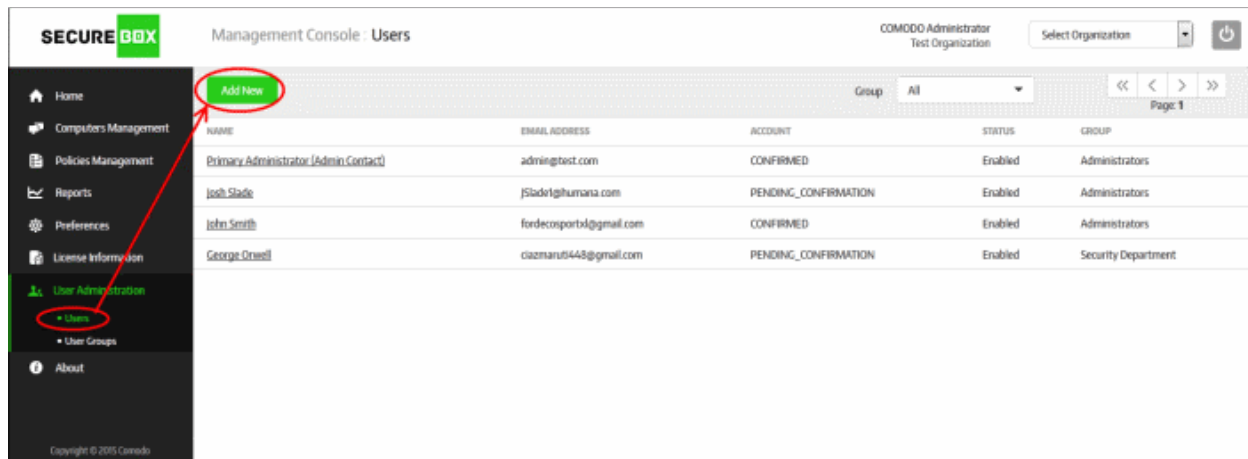 SECURE BOX
Management Console : Users
COMODO Administrator
Test Organization
Select Organization
Home
Computers Management
Policies Management
Reports
Preferences
License Information
User Administration
• Users
• User Groups
About
Copyright © 2015 Comodo
Add New
Group All
Page: 1
NAME EMAIL ADDRESS ACCOUNT STATUS GROUP
Primary Administrator (Admin Contact) admin@test.com CONFIRMED Enabled Administrators
Josh Slade JSlade1@humana.com PENDING_CONFIRMATION Enabled Administrators
John Smith fordecosportxl@gmail.com CONFIRMED Enabled Administrators
George Orwell ciazmaruti448@gmail.com PENDING_CONFIRMATION Enabled Security Department